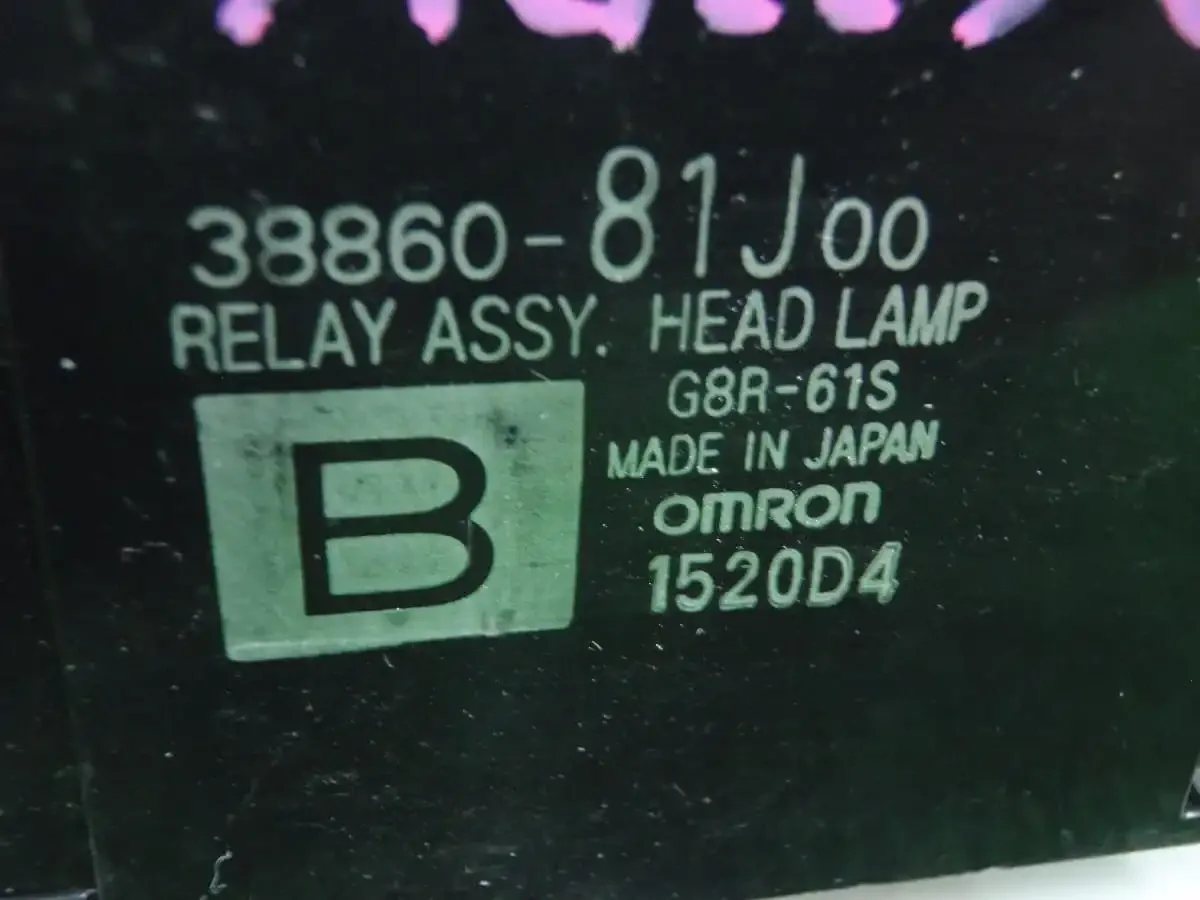 38860-81J00
RELAY ASSY. HEAD LAMP
B
G8R-61S
MADE IN JAPAN
omRon
1520D4